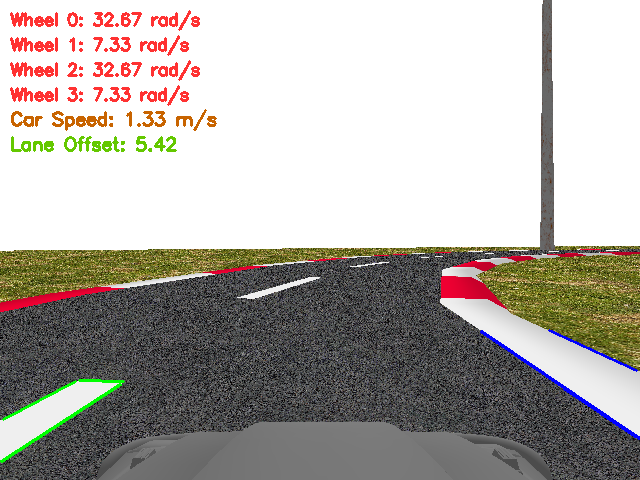 Wheel 0: 32.67 rad/s
Wheel 1: 7.33 rad/s
Wheel 2: 32.67 rad/s
Wheel 3: 7.33 rad/s
Car Speed: 1.33 m/s
Lane Offset: 5.42